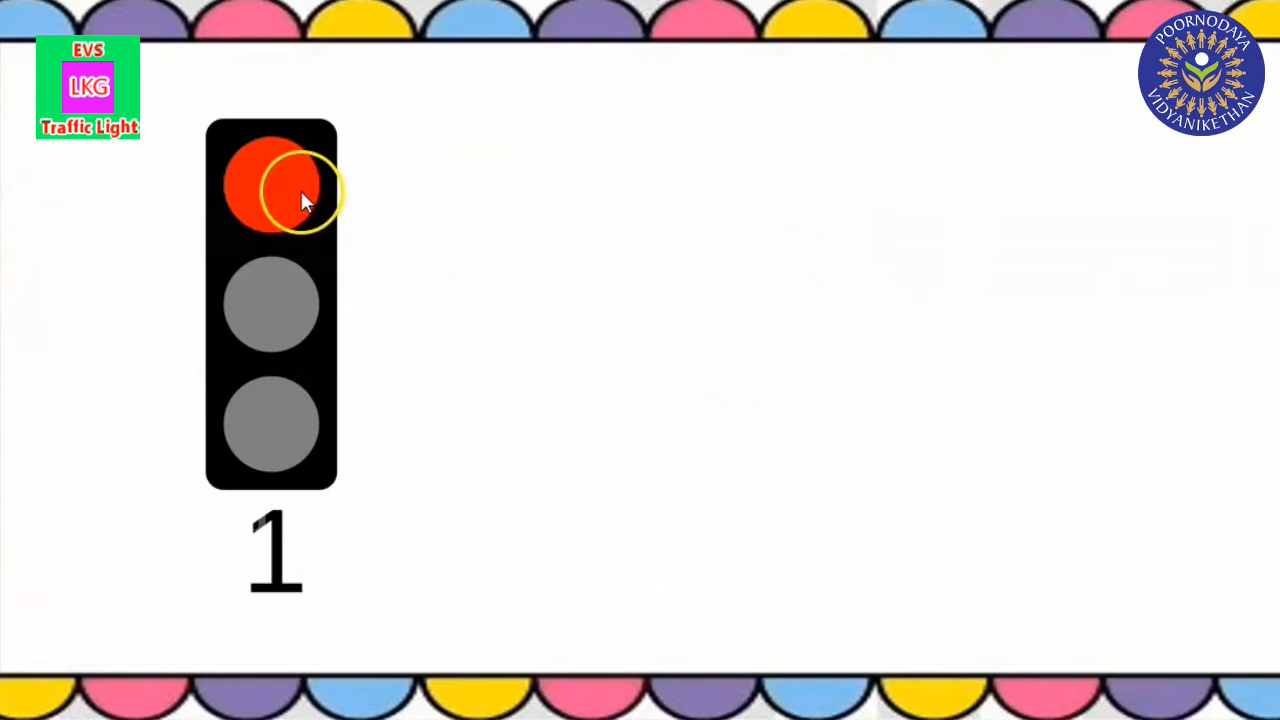 EVS
LKG
Traffic Light
POORNODAYA
VIDYANIKETHAN
1